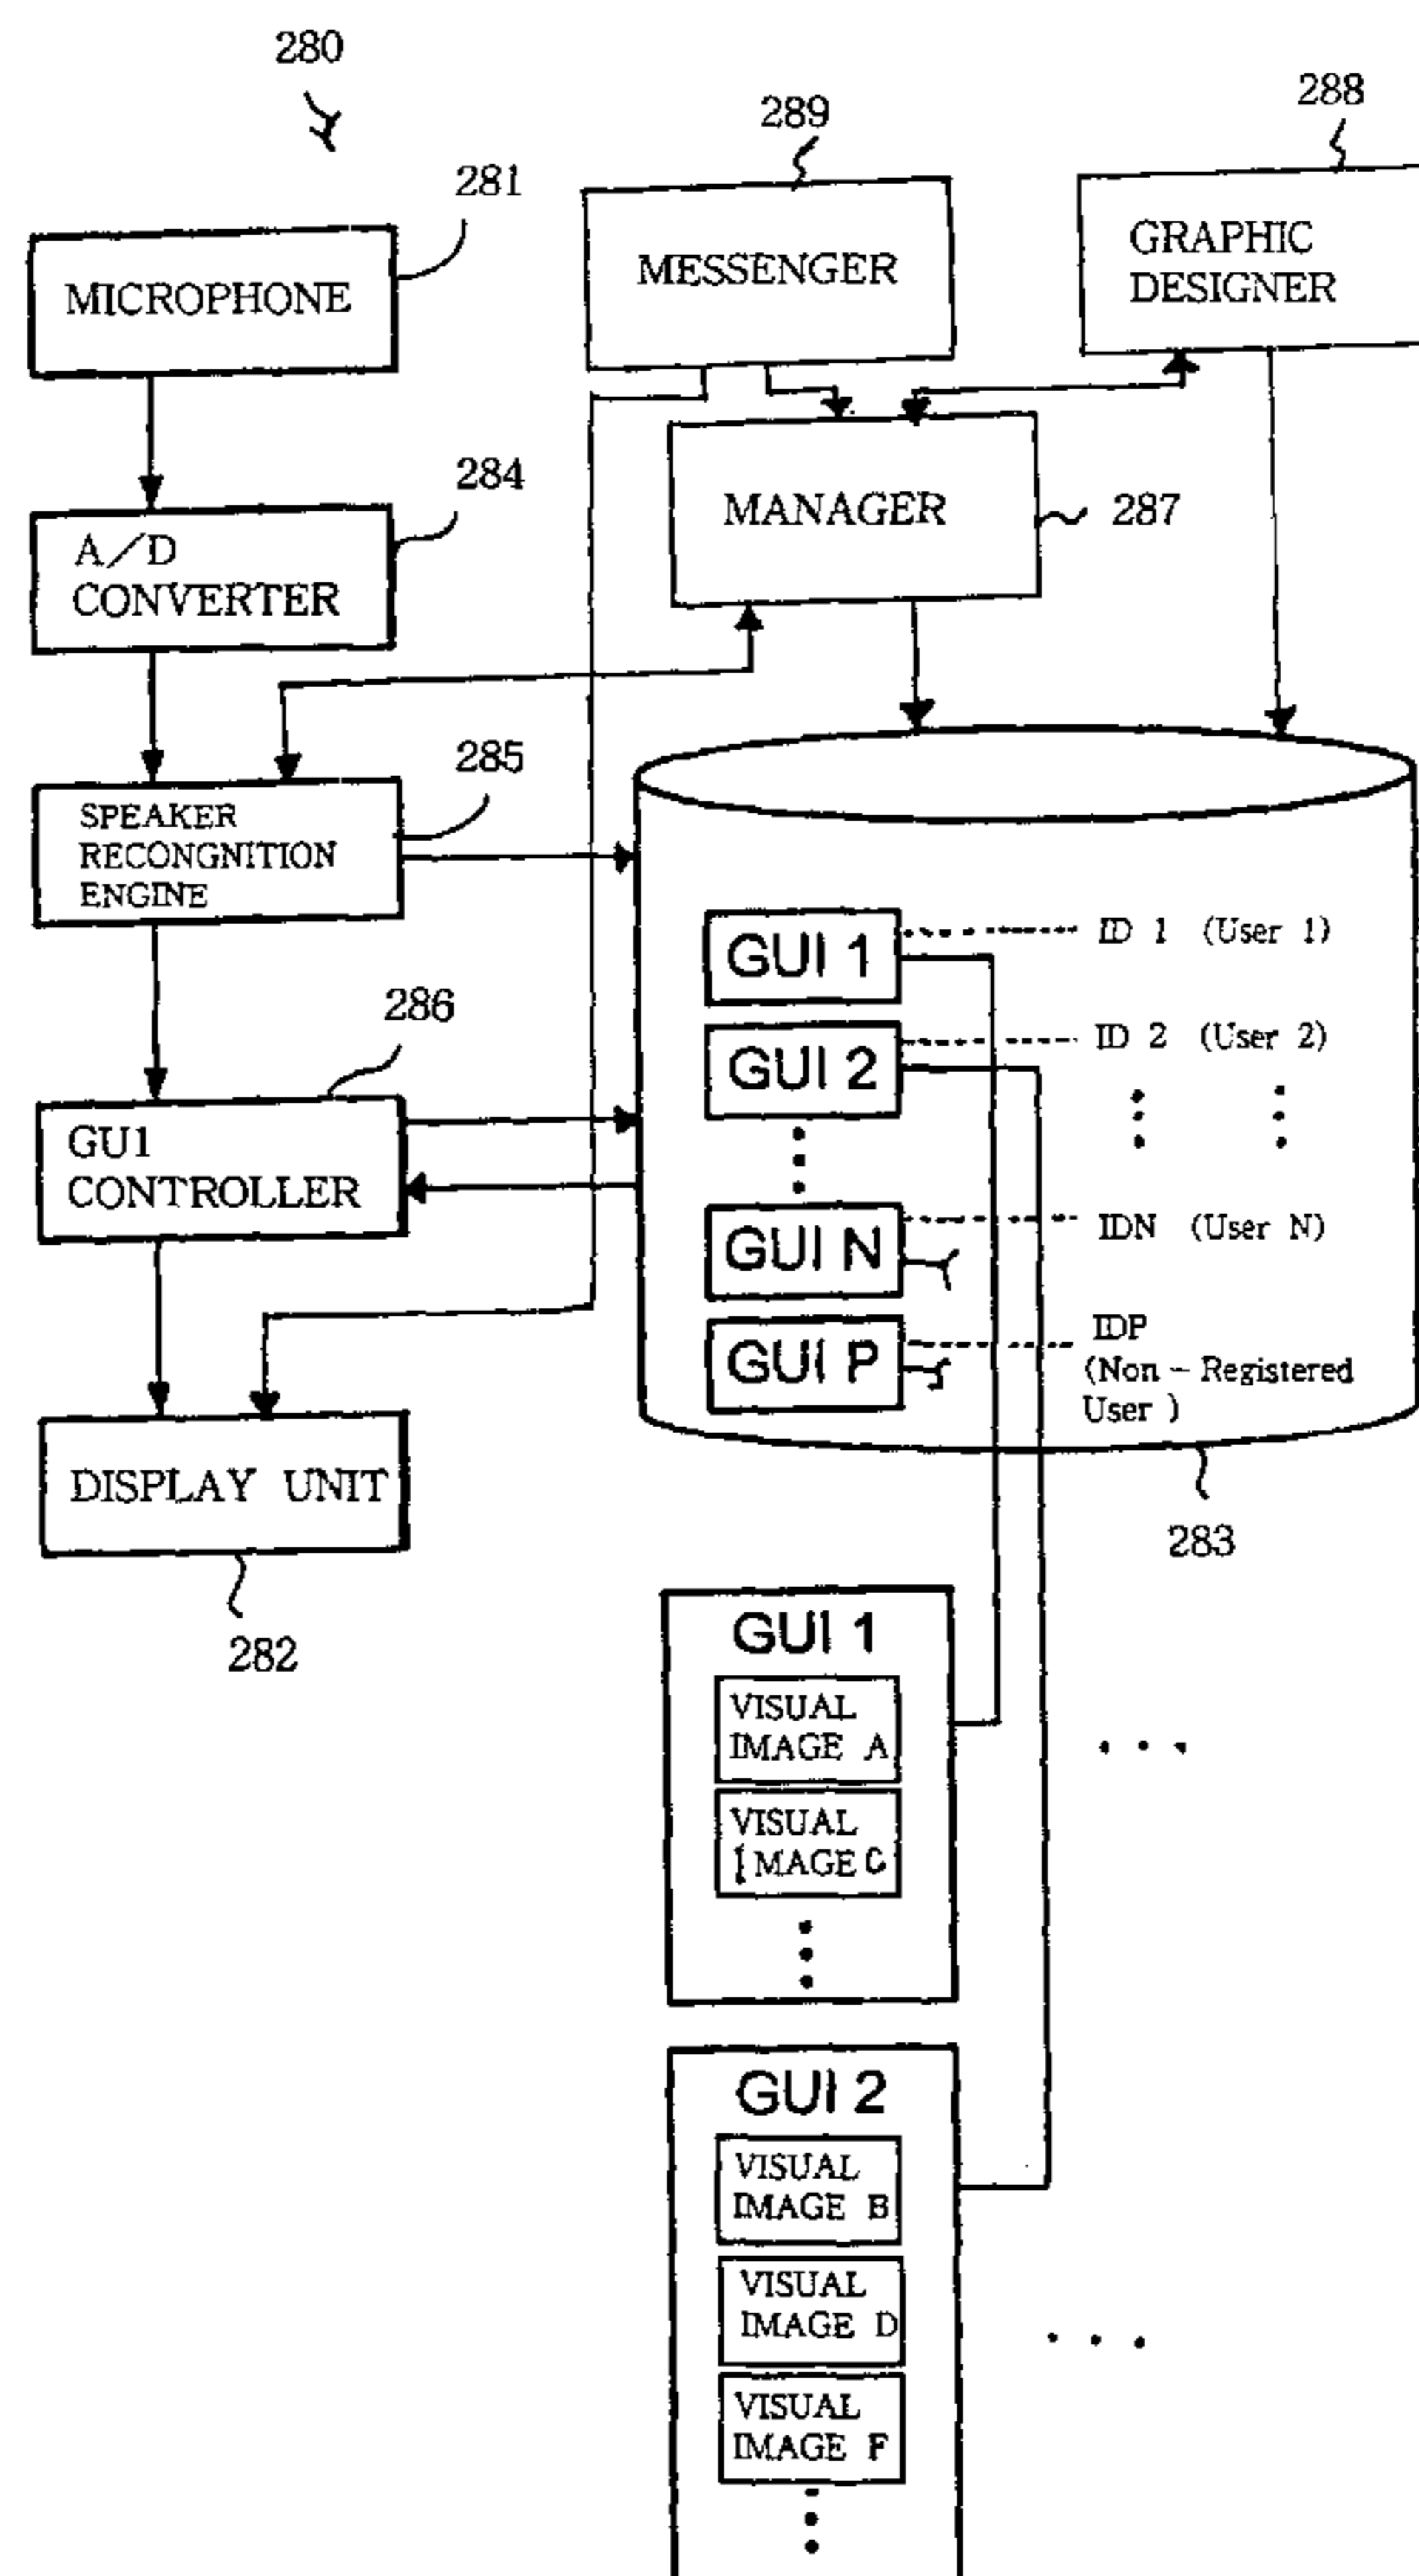 280
289
288
281
MICROPHONE
MESSENGER
GRAPHIC
DESIGNER
284
A/D
CONVERTER
MANAGER
287
285
SPEAKER
RECONGNITION
ENGINE
286
GU1
CONTROLLER
GUI 1
ID 1 (User 1)
GUI 2
ID 2 (User 2)
GUI N
IDN (User N)
GUI P
IDP
(Non - Registered
User )
DISPLAY UNIT
282
283
GUI 1
VISUAL
IMAGE A
VISUAL
IMAGE C
GUI 2
VISUAL
IMAGE B
VISUAL
IMAGE D
VISUAL
IMAGE F